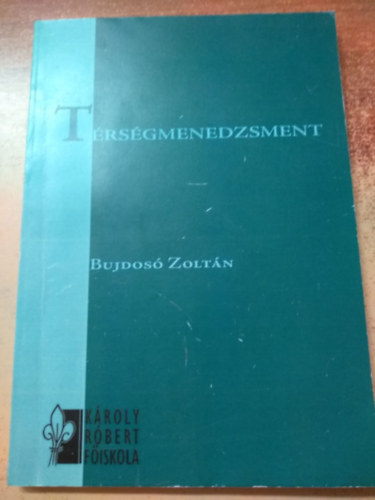 TÉRSÉGMENEDZSMENT
BUJDOSÓ ZOLTÁN
KÁROLY
RÓBERT
FŐISKOLA